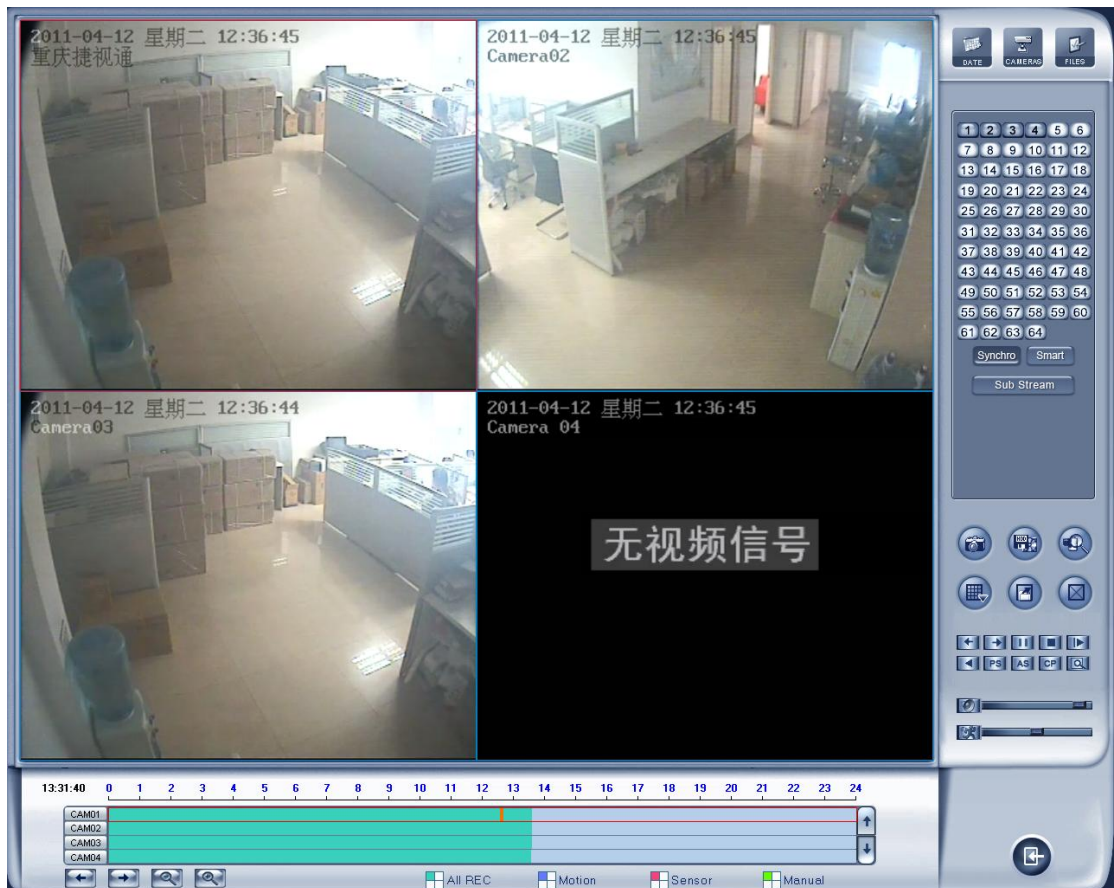 2011-04-12 星期二 12:36:45
重庆捷视通
2011-04-12 星期二 12:36:45
Camera02
2011-04-12 星期二 12:36:44
Camera03
2011-04-12 星期二 12:36:45
Camera 04
无视频信号
DATE CAMERAS FILES
1 2 3 4 5 6
7 8 9 10 11 12
13 14 15 16 17 18
19 20 21 22 23 24
25 26 27 28 29 30
31 32 33 34 35 36
37 38 39 40 41 42
43 44 45 46 47 48
49 50 51 52 53 54
55 56 57 58 59 60
61 62 63 64
Synchro Smart
Sub Stream
HDD
PS AS CP
13:31:40 0 1 2 3 4 5 6 7 8 9 10 11 12 13 14 15 16 17 18 19 20 21 22 23 24
CAM01
CAM02
CAM03
CAM04
All REC Motion Sensor Manual